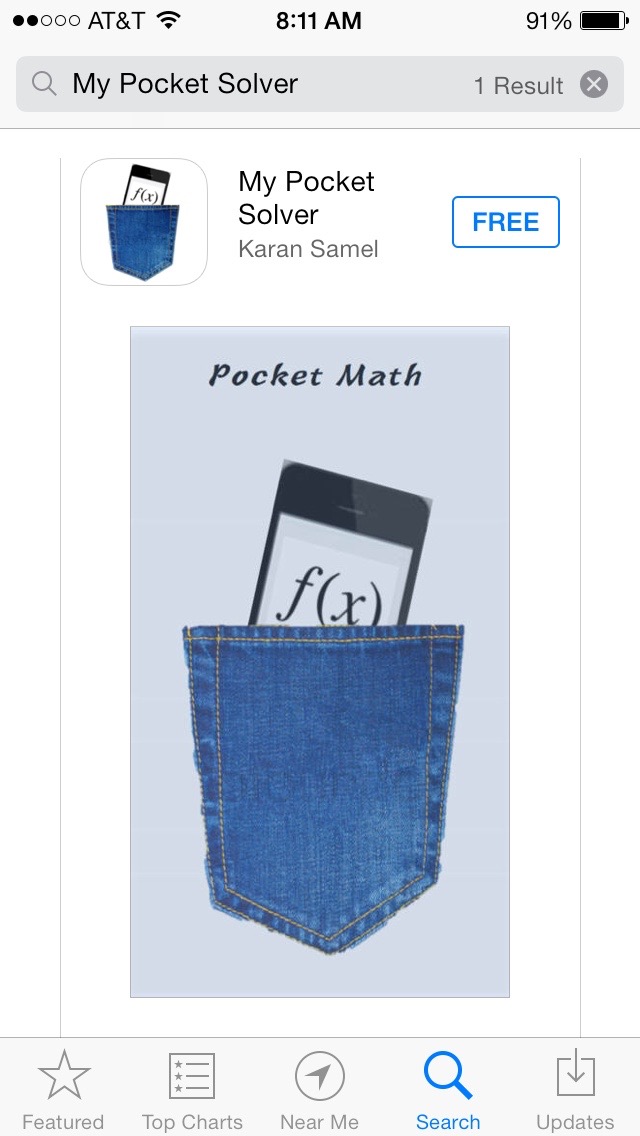 AT&T 8:11 AM 91%
My Pocket Solver 1 Result
f(x)
My Pocket
Solver
Karan Samel
FREE
Pocket Math
f(x)
Featured Top Charts Near Me Search Updates